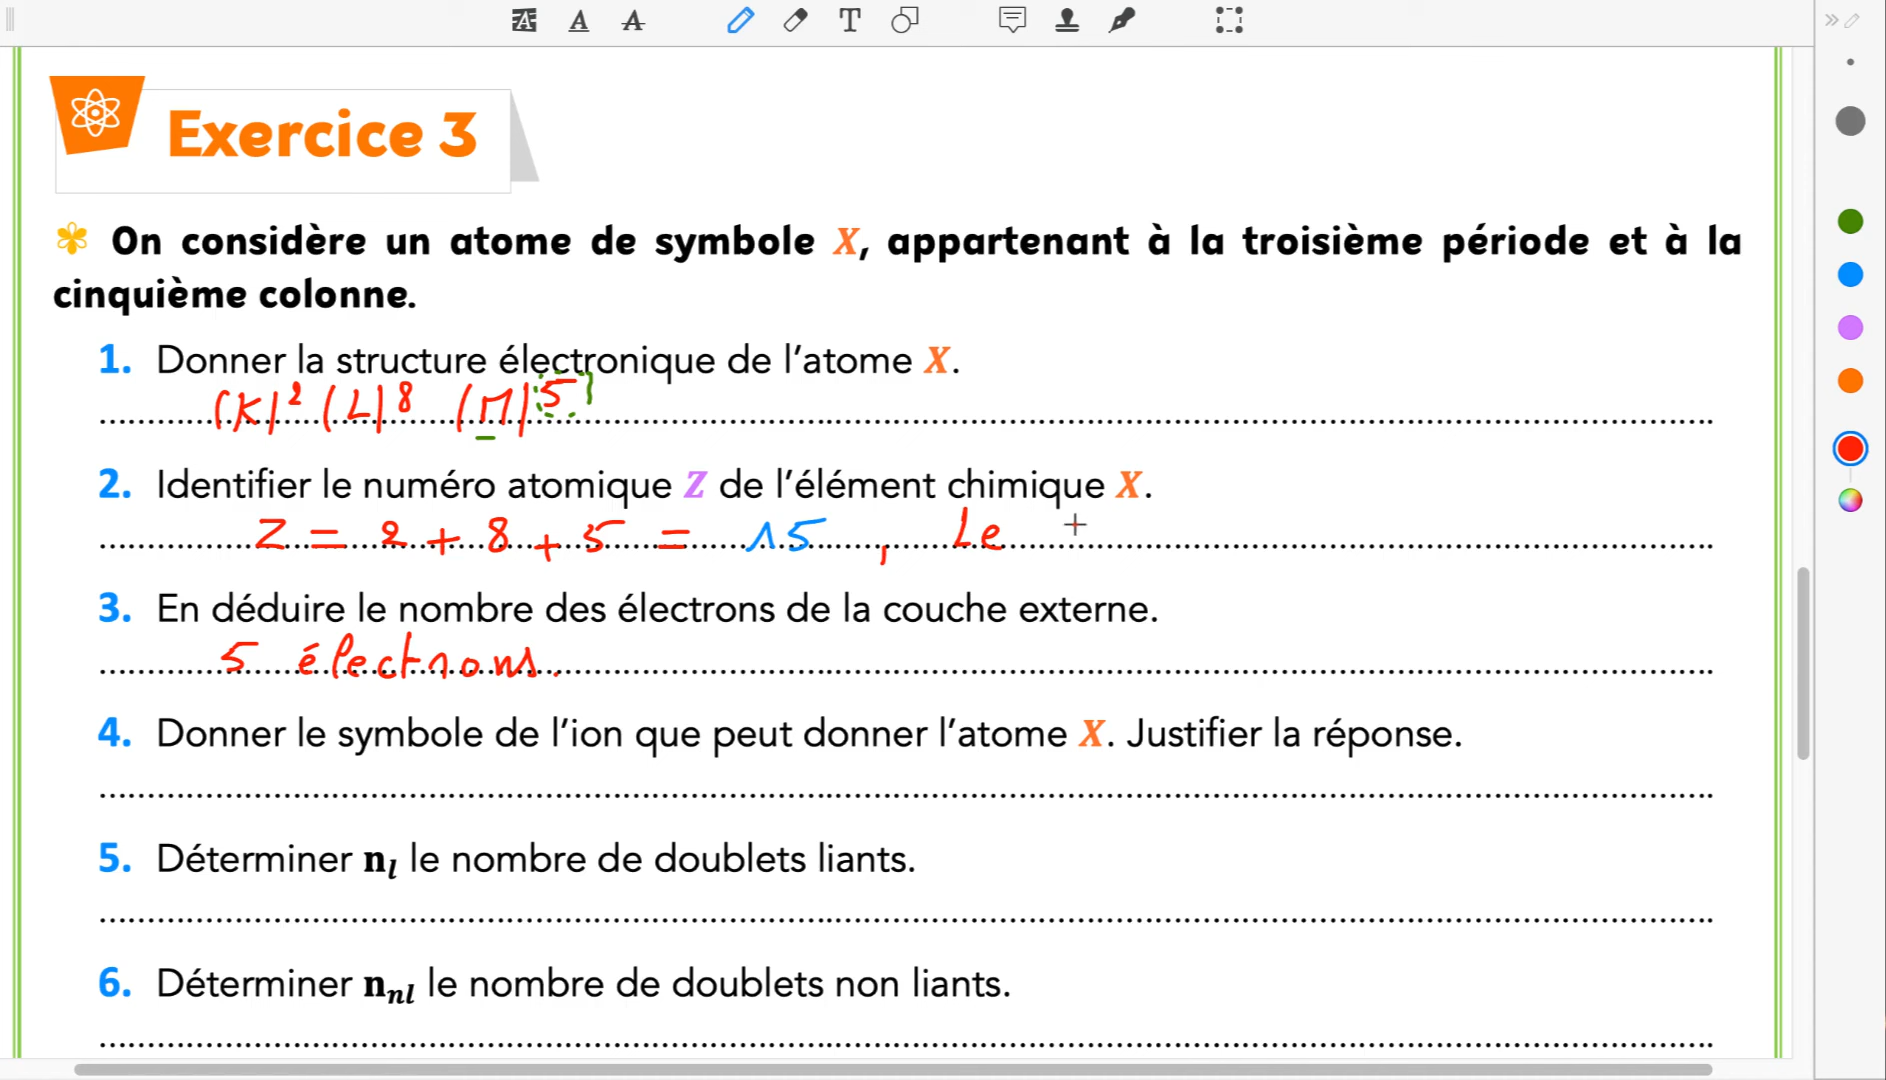 Exercice 3
On considère un atome de symbole X, appartenant à la troisième période et à la
cinquième colonne.
1. Donner la structure électronique de l'atome X.
(K)² (L)⁸ (M)⁵
2. Identifier le numéro atomique Z de l'élément chimique X.
Z = 2 + 8 + 5 = 15 , Le
3. En déduire le nombre des électrons de la couche externe.
5 électrons.
4. Donner le symbole de l'ion que peut donner l'atome X. Justifier la réponse.
5. Déterminer nₗ le nombre de doublets liants.
6. Déterminer nₙₗ le nombre de doublets non liants.